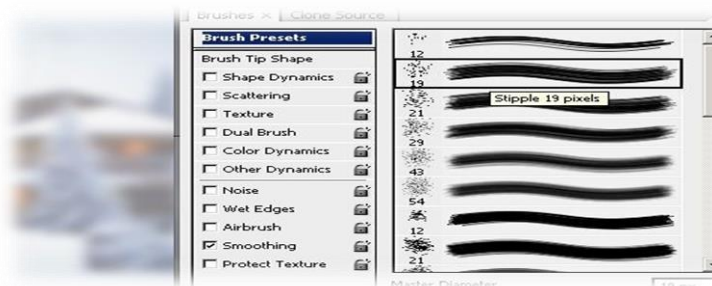 Brushes × Clone Source
Brush Presets
Brush Tip Shape
Shape Dynamics
Scattering
Texture
Dual Brush
Color Dynamics
Other Dynamics
Noise
Wet Edges
Airbrush
Smoothing
Protect Texture
12
19
Stipple 19 pixels
21
29
43
54
12
21
Master Diameter